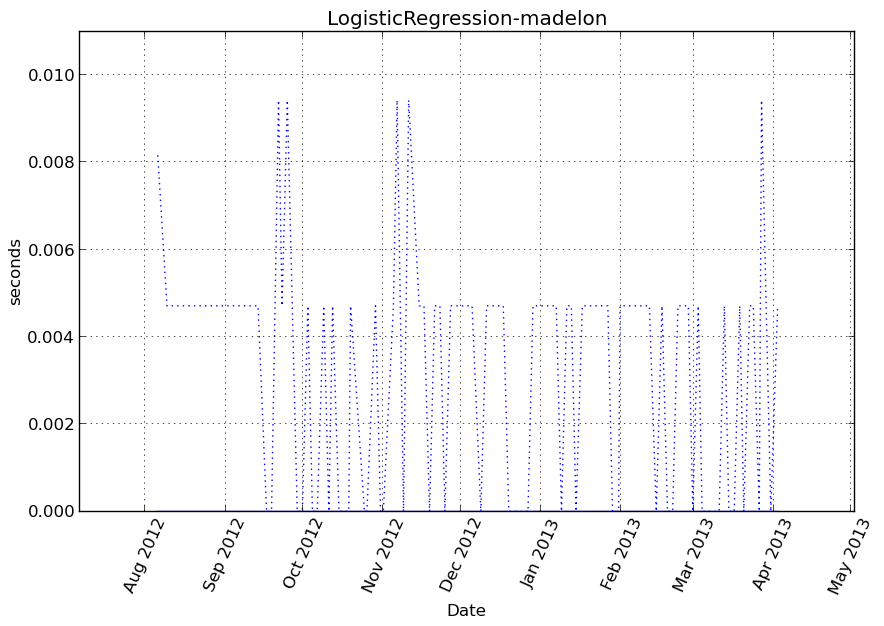 LogisticRegression-madelon
0.010
0.008
0.006
0.004
0.002
0.000
seconds
Aug 2012
Sep 2012
Oct 2012
Nov 2012
Dec 2012
Jan 2013
Feb 2013
Mar 2013
Apr 2013
May 2013
Date